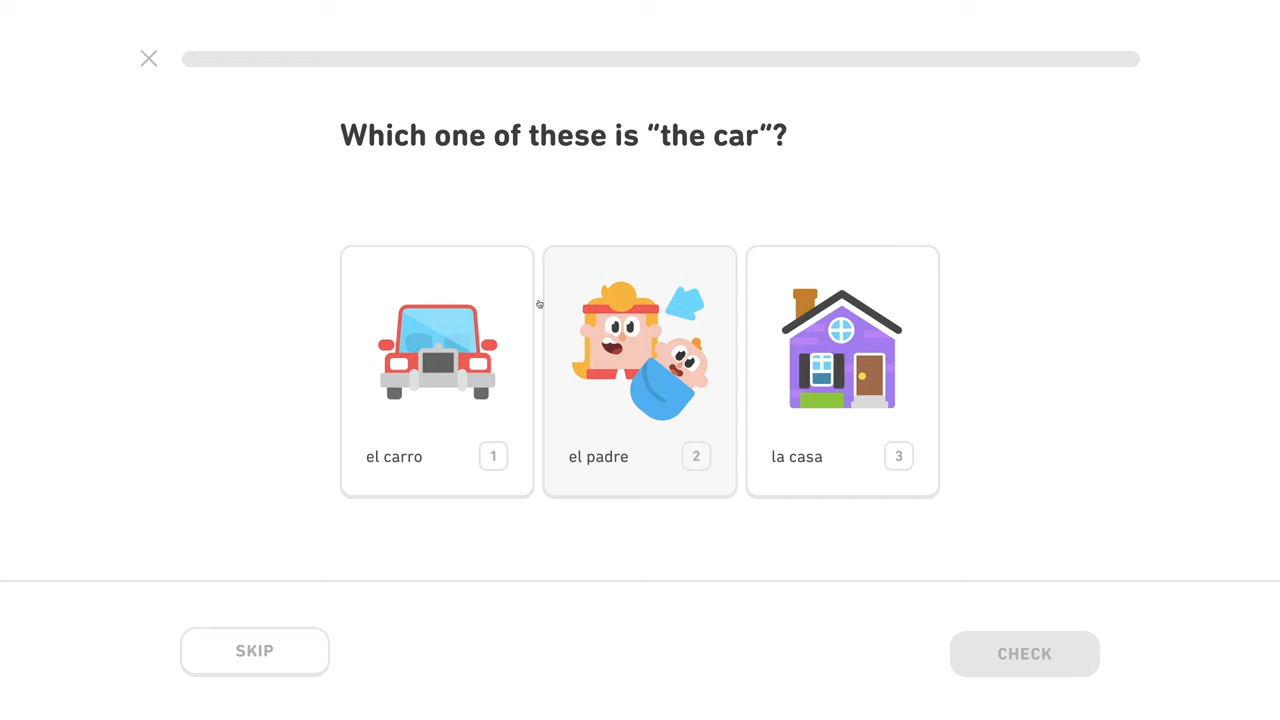 Which one of these is “the car”?
el carro 1
el padre 2
la casa 3
SKIP
CHECK